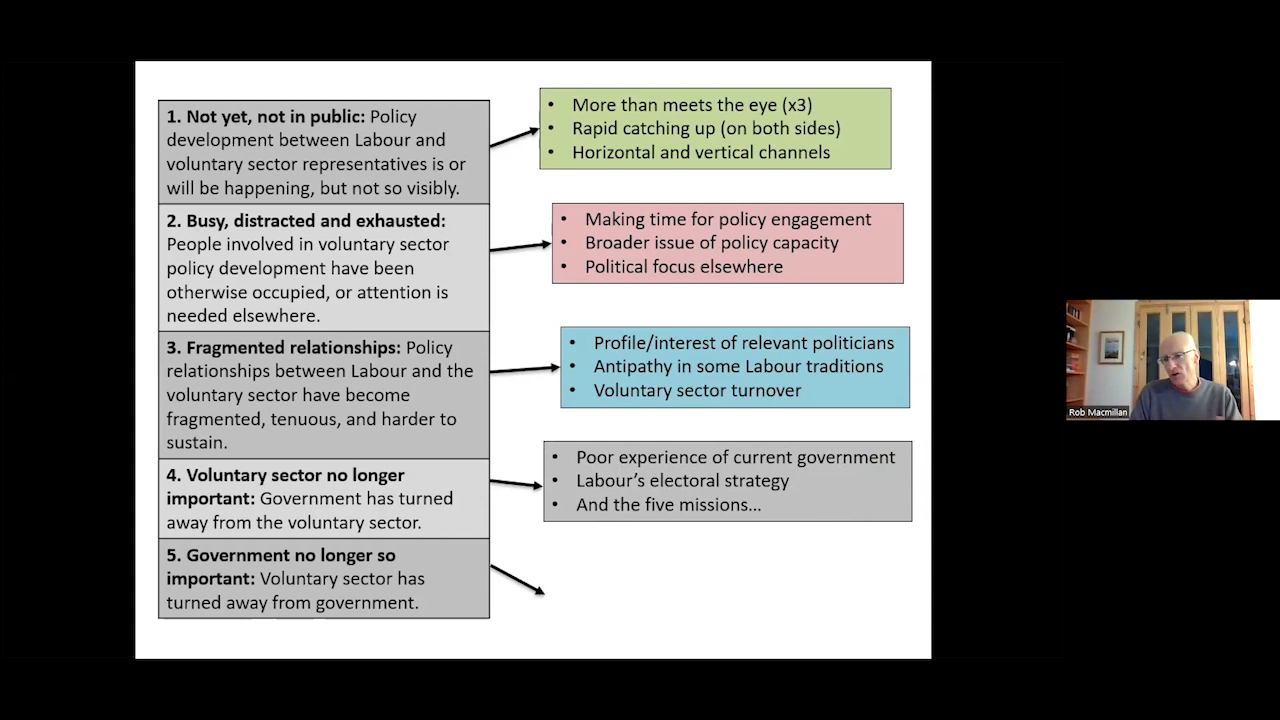 1. Not yet, not in public: Policy
development between Labour and
voluntary sector representatives is or
will be happening, but not so visibly.
• More than meets the eye (x3)
• Rapid catching up (on both sides)
• Horizontal and vertical channels
2. Busy, distracted and exhausted:
People involved in voluntary sector
policy development have been
otherwise occupied, or attention is
needed elsewhere.
• Making time for policy engagement
• Broader issue of policy capacity
• Political focus elsewhere
3. Fragmented relationships: Policy
relationships between Labour and the
voluntary sector have become
fragmented, tenuous, and harder to
sustain.
• Profile/interest of relevant politicians
• Antipathy in some Labour traditions
• Voluntary sector turnover
4. Voluntary sector no longer
important: Government has turned
away from the voluntary sector.
• Poor experience of current government
• Labour’s electoral strategy
• And the five missions…
5. Government no longer so
important: Voluntary sector has
turned away from government.
Rob Macmillan